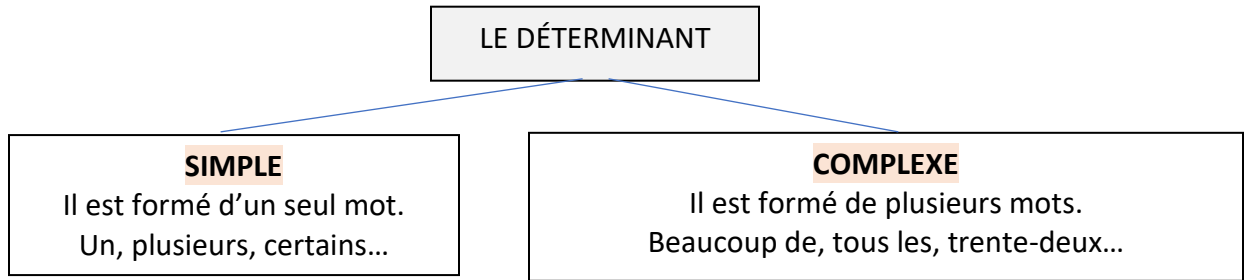 LE DÉTERMINANT
SIMPLE
Il est formé d’un seul mot.
Un, plusieurs, certains…
COMPLEXE
Il est formé de plusieurs mots.
Beaucoup de, tous les, trente-deux…